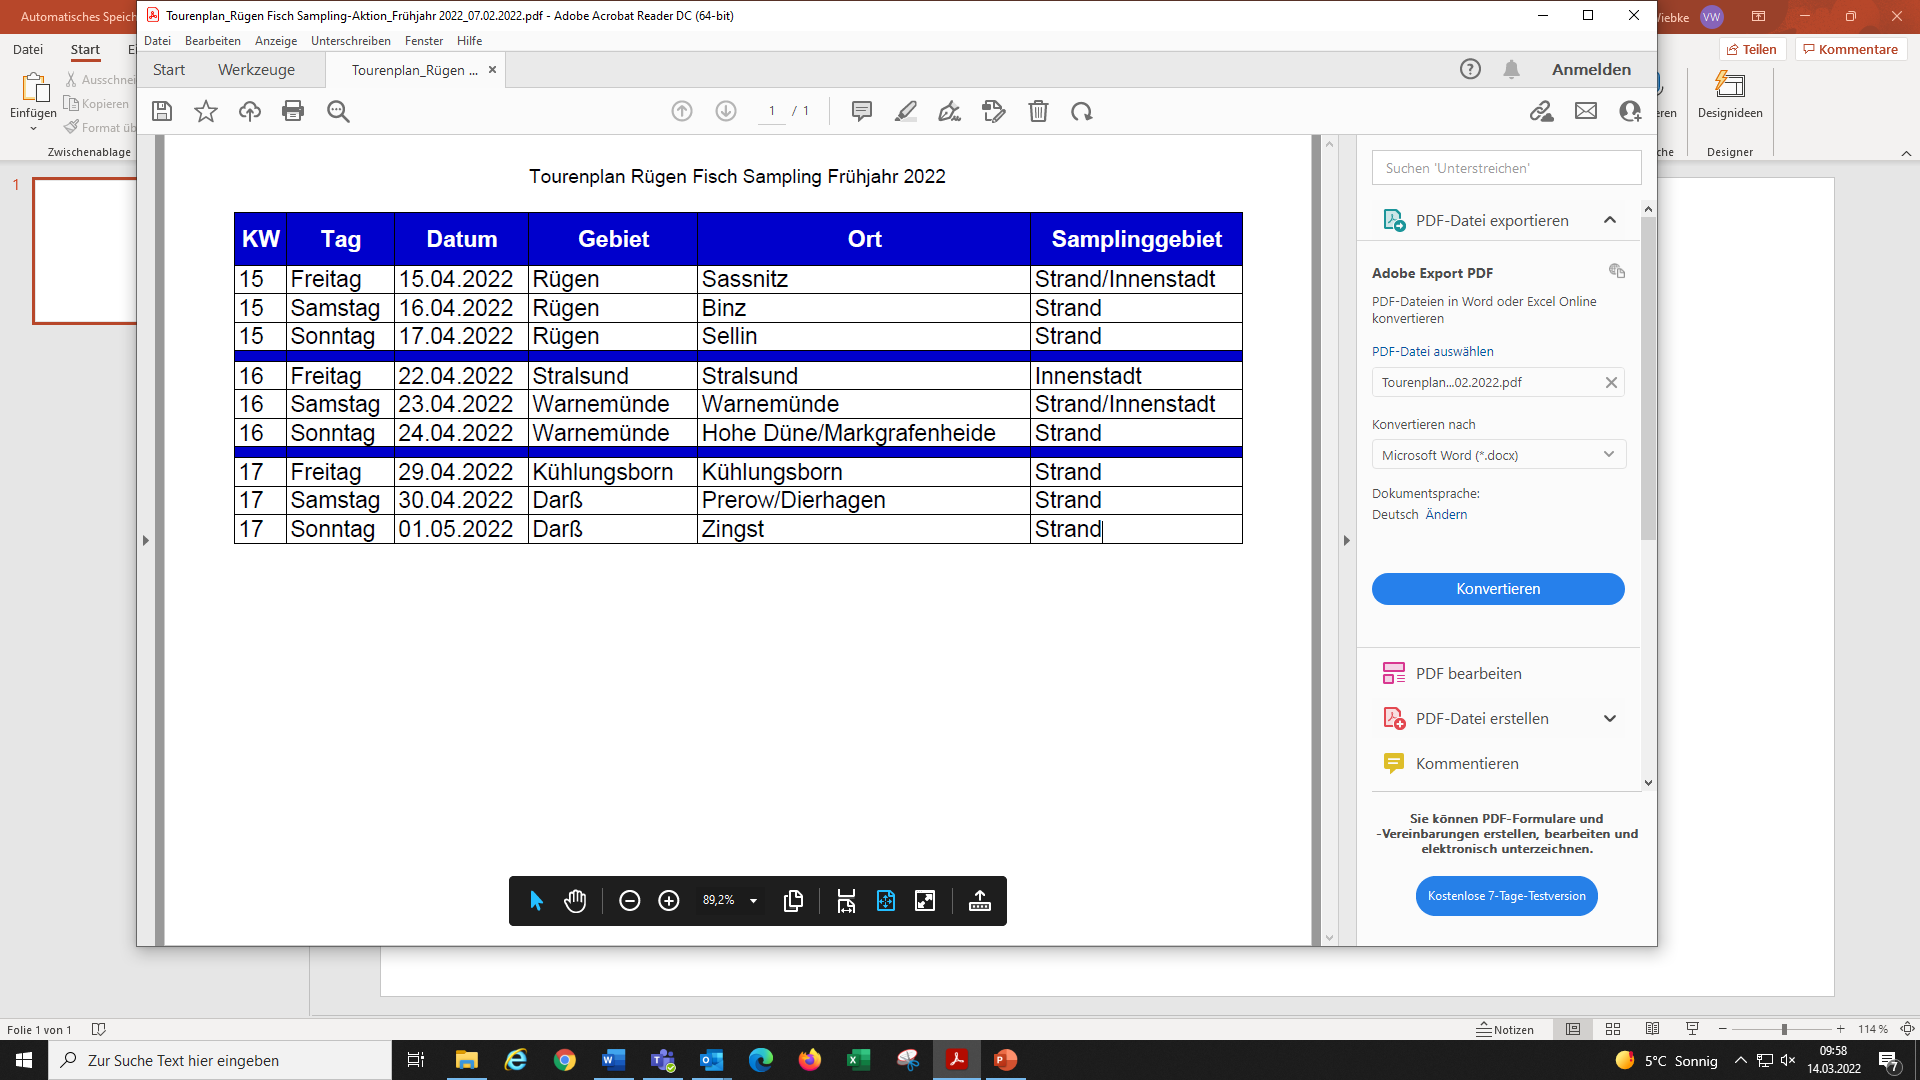 Automatisches Speich
Tourenplan_Rügen Fisch Sampling-Aktion_Frühjahr 2022_07.02.2022.pdf - Adobe Acrobat Reader DC (64-bit)
Wiebke VW
Datei Bearbeiten Anzeige Unterschreiben Fenster Hilfe
Datei Start
Teilen Kommentare
Start Werkzeuge Tourenplan_Rügen ... Anmelden
Ausschnei
Kopieren
Format üb
Einfügen
Zwischenablage
1 / 1
Designideen
Designer
1
Tourenplan Rügen Fisch Sampling Frühjahr 2022
KW Tag Datum Gebiet Ort Samplinggebiet
15 Freitag 15.04.2022 Rügen Sassnitz Strand/Innenstadt
15 Samstag 16.04.2022 Rügen Binz Strand
15 Sonntag 17.04.2022 Rügen Sellin Strand
16 Freitag 22.04.2022 Stralsund Stralsund Innenstadt
16 Samstag 23.04.2022 Warnemünde Warnemünde Strand/Innenstadt
16 Sonntag 24.04.2022 Warnemünde Hohe Düne/Markgrafenheide Strand
17 Freitag 29.04.2022 Kühlungsborn Kühlungsborn Strand
17 Samstag 30.04.2022 Darß Prerow/Dierhagen Strand
17 Sonntag 01.05.2022 Darß Zingst Strand
Suchen 'Unterstreichen'
PDF-Datei exportieren
Adobe Export PDF
PDF-Dateien in Word oder Excel Online
konvertieren
PDF-Datei auswählen
Tourenplan...02.2022.pdf
Konvertieren nach
Microsoft Word (*.docx)
Dokumentsprache:
Deutsch Ändern
Konvertieren
PDF bearbeiten
PDF-Datei erstellen
Kommentieren
Sie können PDF-Formulare und
-Vereinbarungen erstellen, bearbeiten und
elektronisch unterzeichnen.
Kostenlose 7-Tage-Testversion
89,2%
Folie 1 von 1
Notizen
114 %
Zur Suche Text hier eingeben
5°C Sonnig
09:58
14.03.2022
7